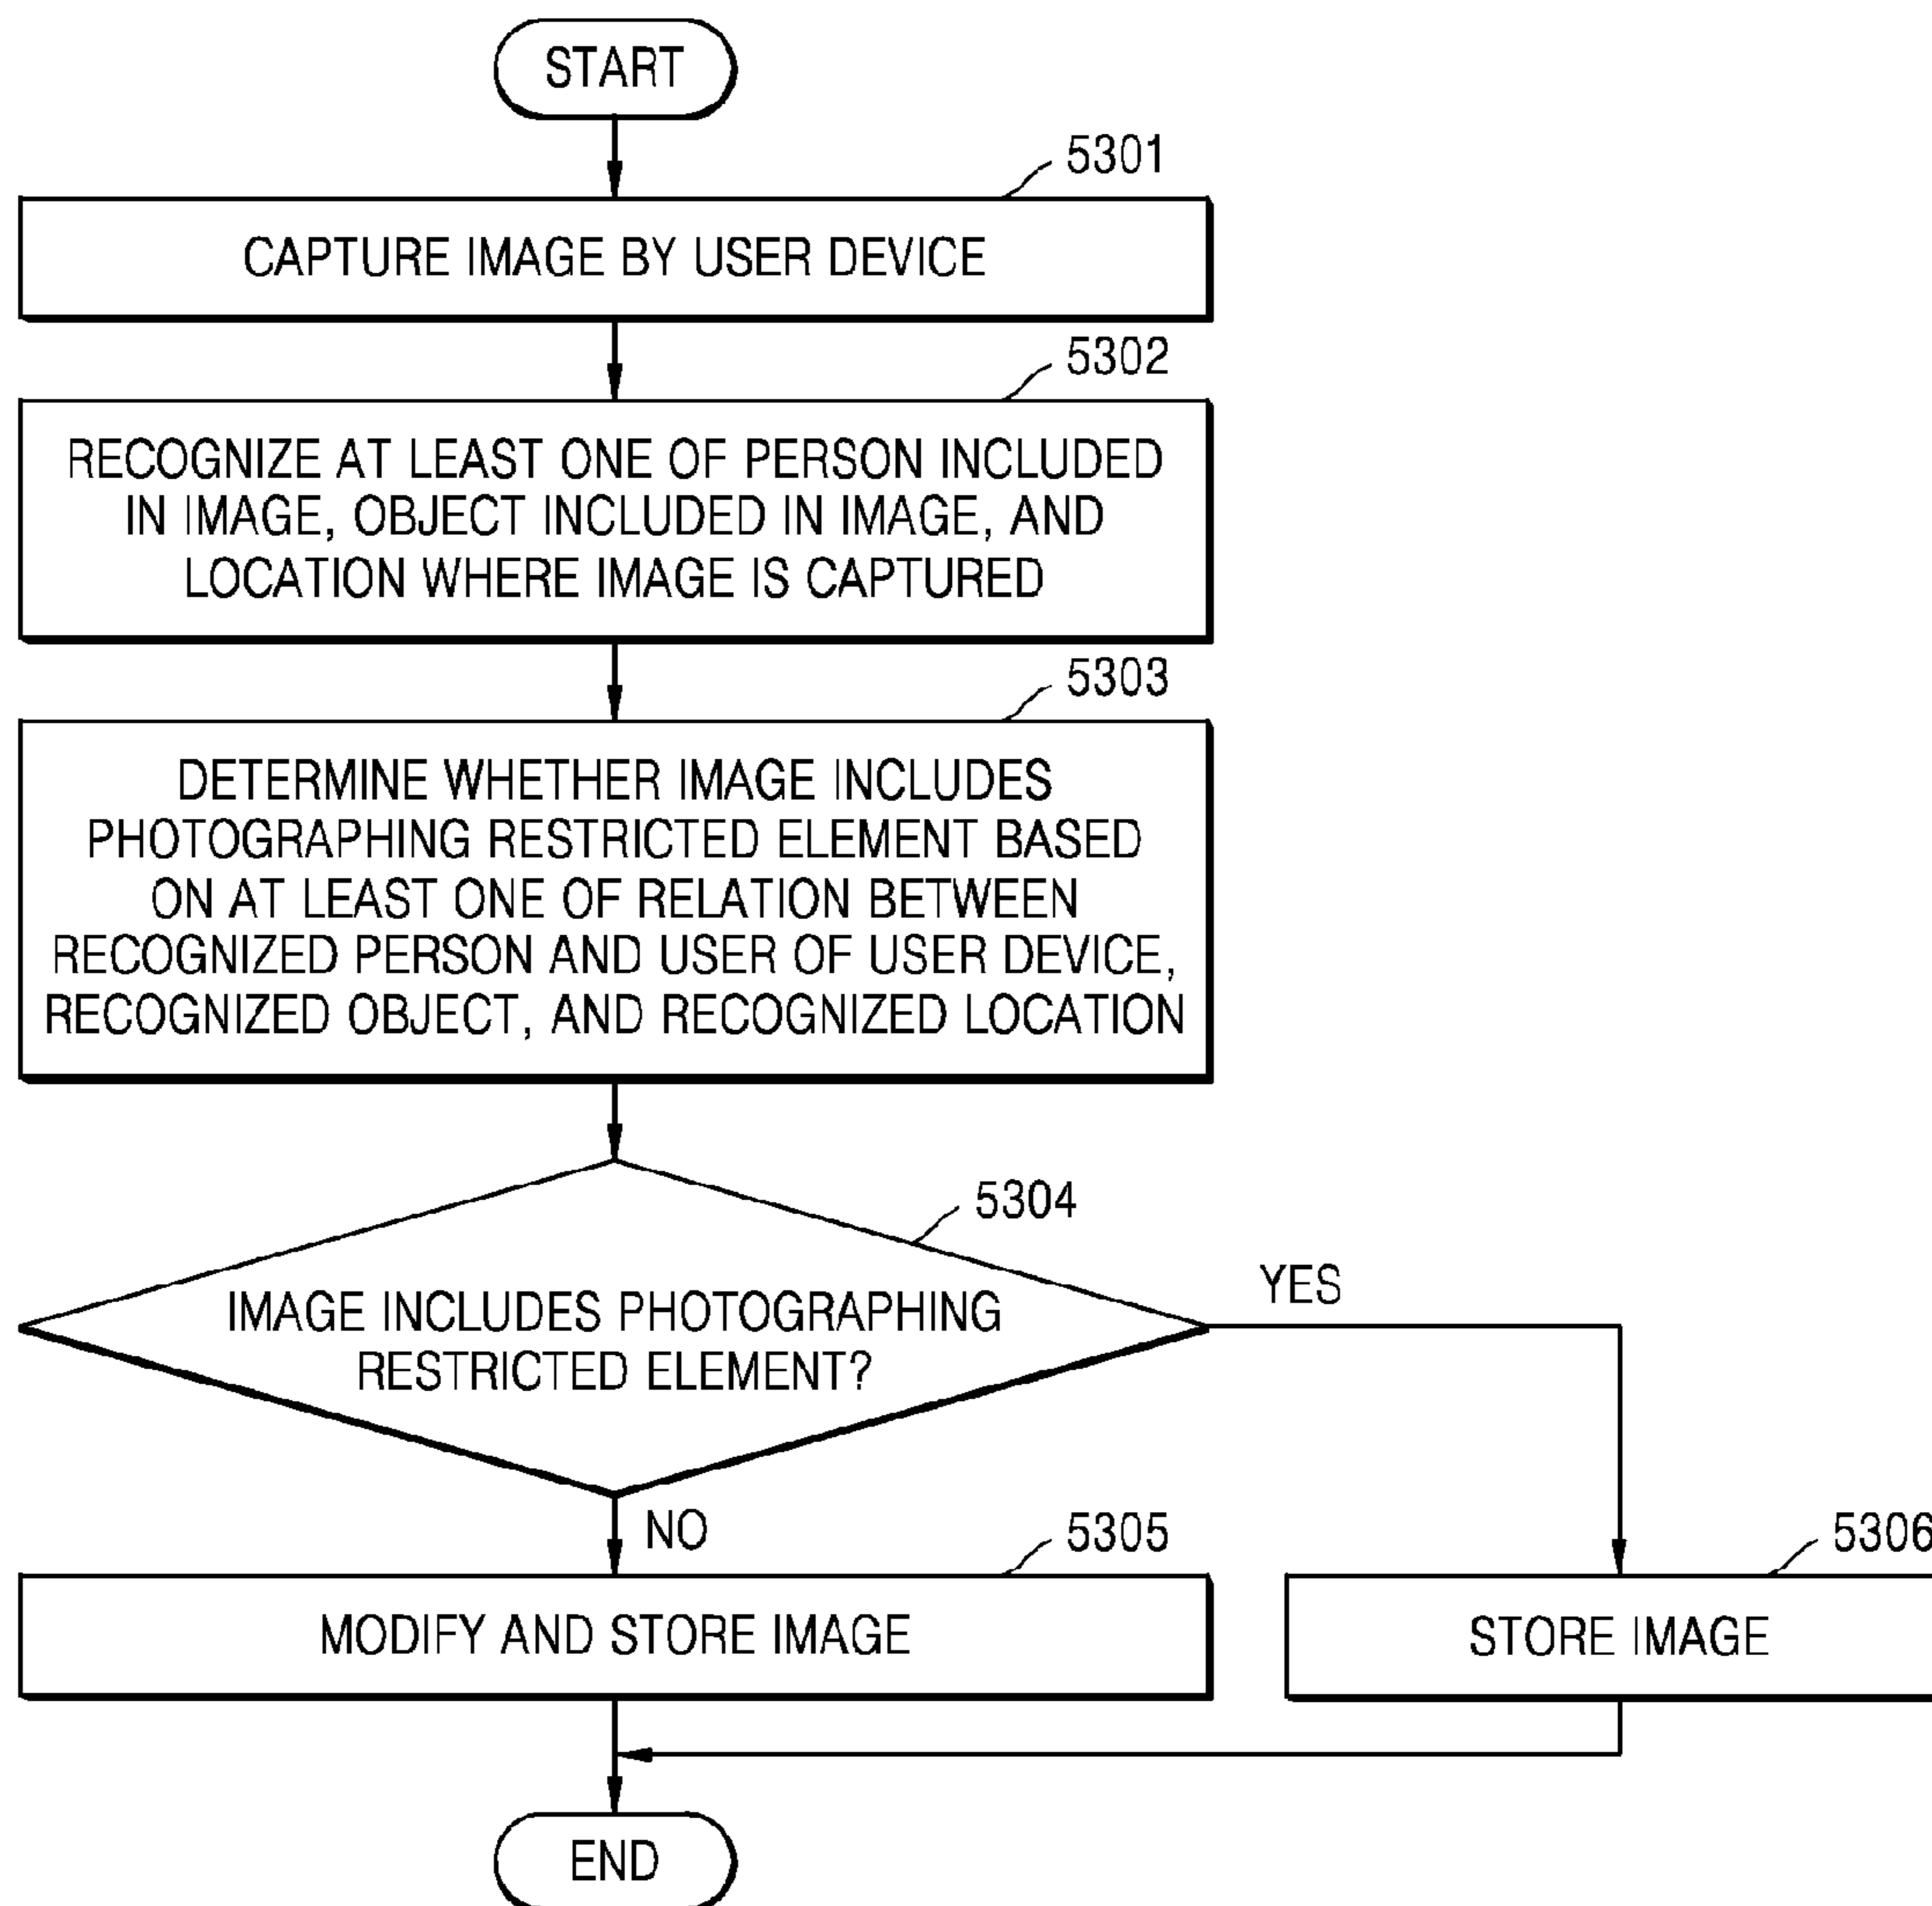 START
5301
CAPTURE IMAGE BY USER DEVICE
5302
RECOGNIZE AT LEAST ONE OF PERSON INCLUDED
IN IMAGE, OBJECT INCLUDED IN IMAGE, AND
LOCATION WHERE IMAGE IS CAPTURED
5303
DETERMINE WHETHER IMAGE INCLUDES
PHOTOGRAPHING RESTRICTED ELEMENT BASED
ON AT LEAST ONE OF RELATION BETWEEN
RECOGNIZED PERSON AND USER OF USER DEVICE,
RECOGNIZED OBJECT, AND RECOGNIZED LOCATION
5304
IMAGE INCLUDES PHOTOGRAPHING
RESTRICTED ELEMENT?
YES
NO
5305
MODIFY AND STORE IMAGE
5306
STORE IMAGE
END